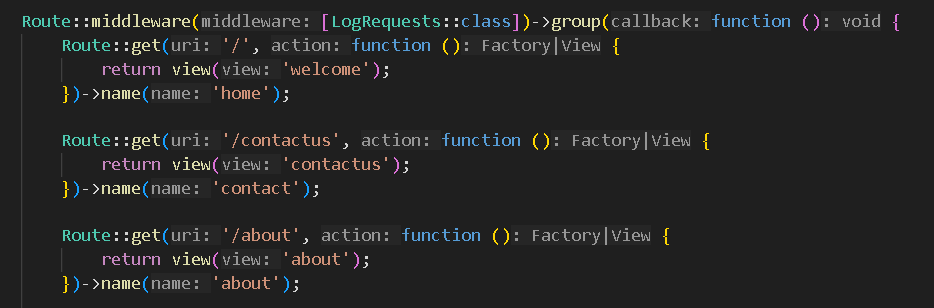 Route::middleware(middleware: [LogRequests::class])->group(callback: function (): void {
    Route::get(uri: '/', action: function (): Factory|View {
        return view(view: 'welcome');
    })->name(name: 'home');

    Route::get(uri: '/contactus', action: function (): Factory|View {
        return view(view: 'contactus');
    })->name(name: 'contact');

    Route::get(uri: '/about', action: function (): Factory|View {
        return view(view: 'about');
    })->name(name: 'about');